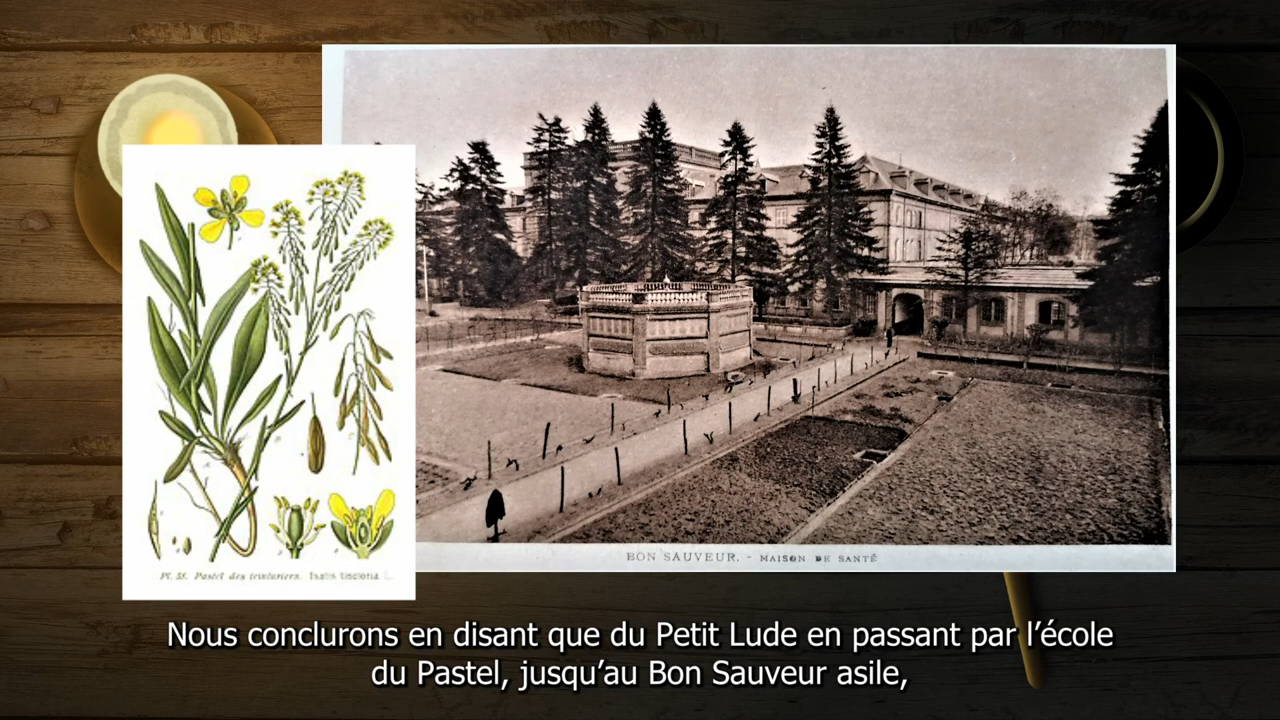 BON SAUVEUR. - MAISON DE SANTÉ
Pl. 58. Pastel des teinturiers. Isatis tinctoria L.
Nous conclurons en disant que du Petit Lude en passant par l’école
du Pastel, jusqu’au Bon Sauveur asile,